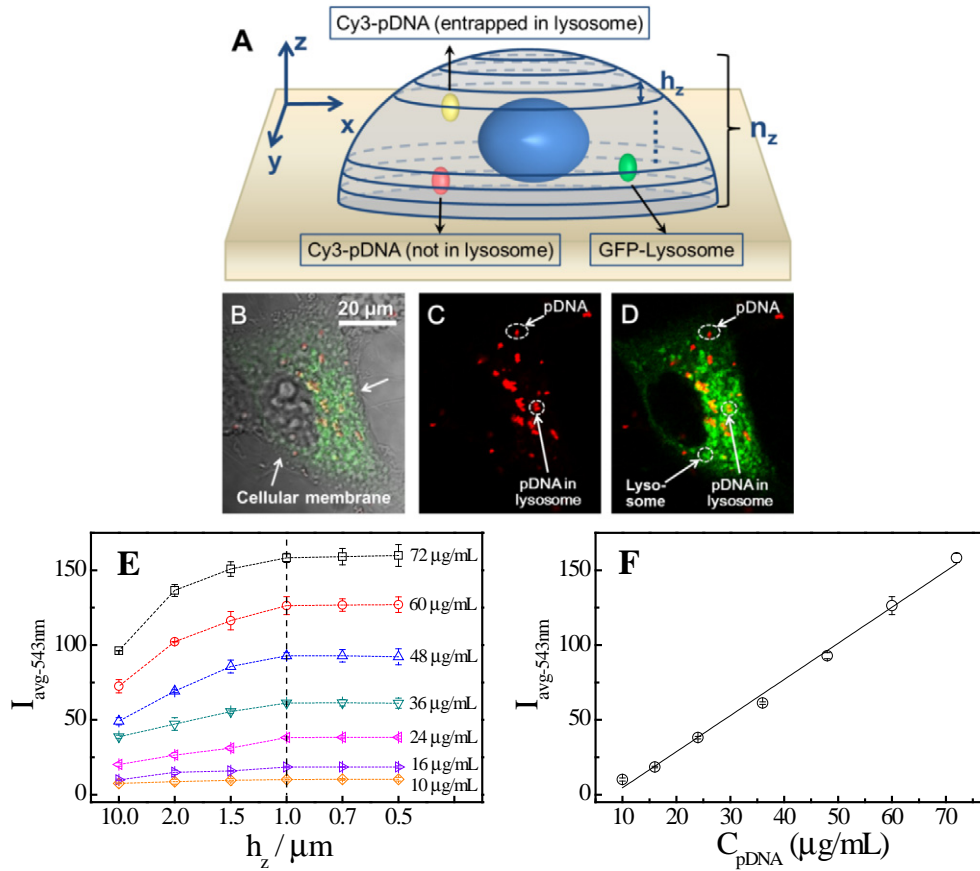 A
Cy3-pDNA (entrapped in lysosome)
z
x
y
h_z
n_z
Cy3-pDNA (not in lysosome)
GFP-Lysosome
B
20 μm
Cellular membrane
C
pDNA
pDNA in
lysosome
D
pDNA
Lyso-
some
pDNA in
lysosome
E
I_avg-543nm
150
100
50
0
72 μg/mL
60 μg/mL
48 μg/mL
36 μg/mL
24 μg/mL
16 μg/mL
10 μg/mL
10.0 2.0 1.5 1.0 0.7 0.5
h_z / μm
F
I_avg-543nm
150
100
50
0
10 20 30 40 50 60 70
C_pDNA (μg/mL)